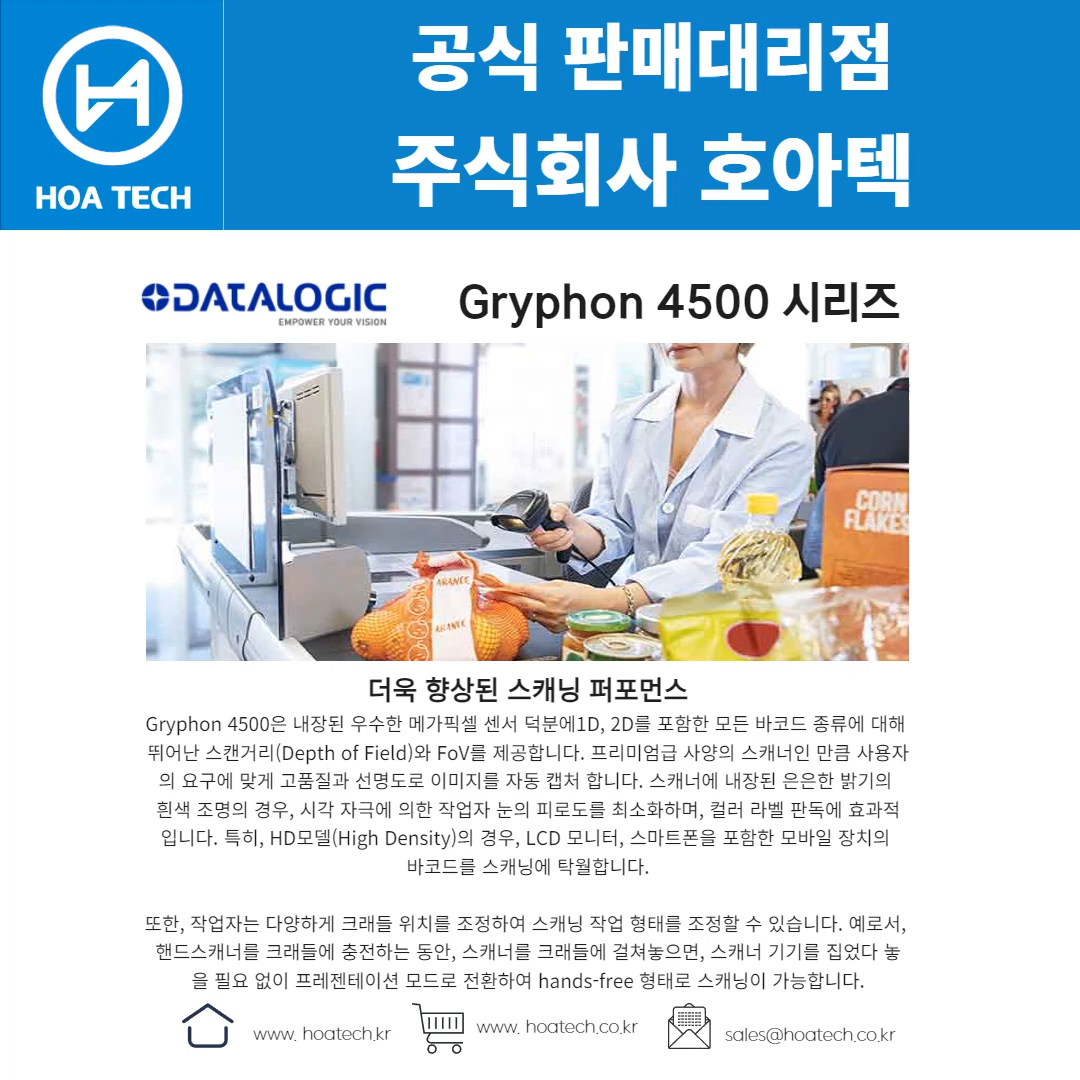 공식 판매대리점
주식회사 호아텍
HOA TECH
DATALOGIC
EMPOWER YOUR VISION
Gryphon 4500 시리즈
CORN
FLAKES
ARANCE
ARANCE
더욱 향상된 스캐닝 퍼포먼스
Gryphon 4500은 내장된 우수한 메가픽셀 센서 덕분에1D, 2D를 포함한 모든 바코드 종류에 대해
뛰어난 스캔거리(Depth of Field)와 FoV를 제공합니다. 프리미엄급 사양의 스캐너인 만큼 사용자
의 요구에 맞게 고품질과 선명도로 이미지를 자동 캡처 합니다. 스캐너에 내장된 은은한 밝기의
흰색 조명의 경우, 시각 자극에 의한 작업자 눈의 피로도를 최소화하며, 컬러 라벨 판독에 효과적
입니다. 특히, HD모델(High Density)의 경우, LCD 모니터, 스마트폰을 포함한 모바일 장치의
바코드를 스캐닝에 탁월합니다.
또한, 작업자는 다양하게 크래들 위치를 조정하여 스캐닝 작업 형태를 조정할 수 있습니다. 예로서,
핸드스캐너를 크래들에 충전하는 동안, 스캐너를 크래들에 걸쳐놓으면, 스캐너 기기를 집었다 놓
을 필요 없이 프레젠테이션 모드로 전환하여 hands-free 형태로 스캐닝이 가능합니다.
www. hoatech.kr
www. hoatech.co.kr
sales@hoatech.co.kr